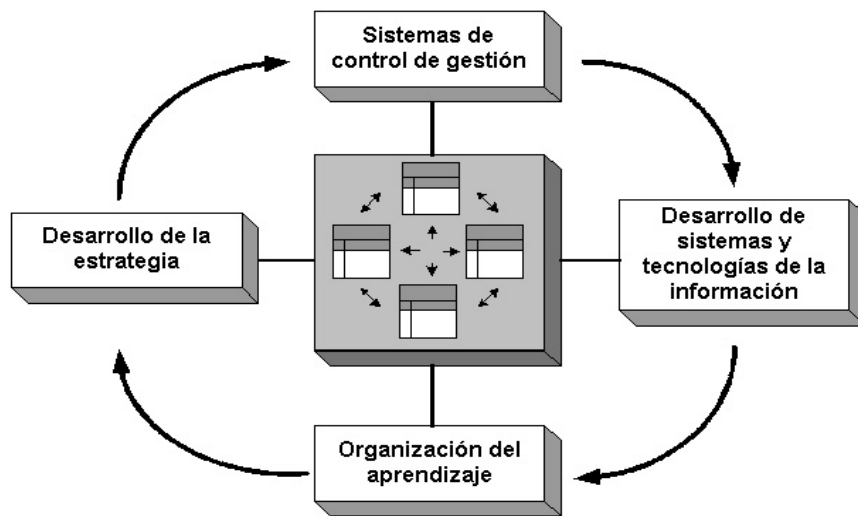 Sistemas de
control de gestión
Desarrollo de la
estrategia
Desarrollo de
sistemas y
tecnologías de la
información
Organización del
aprendizaje